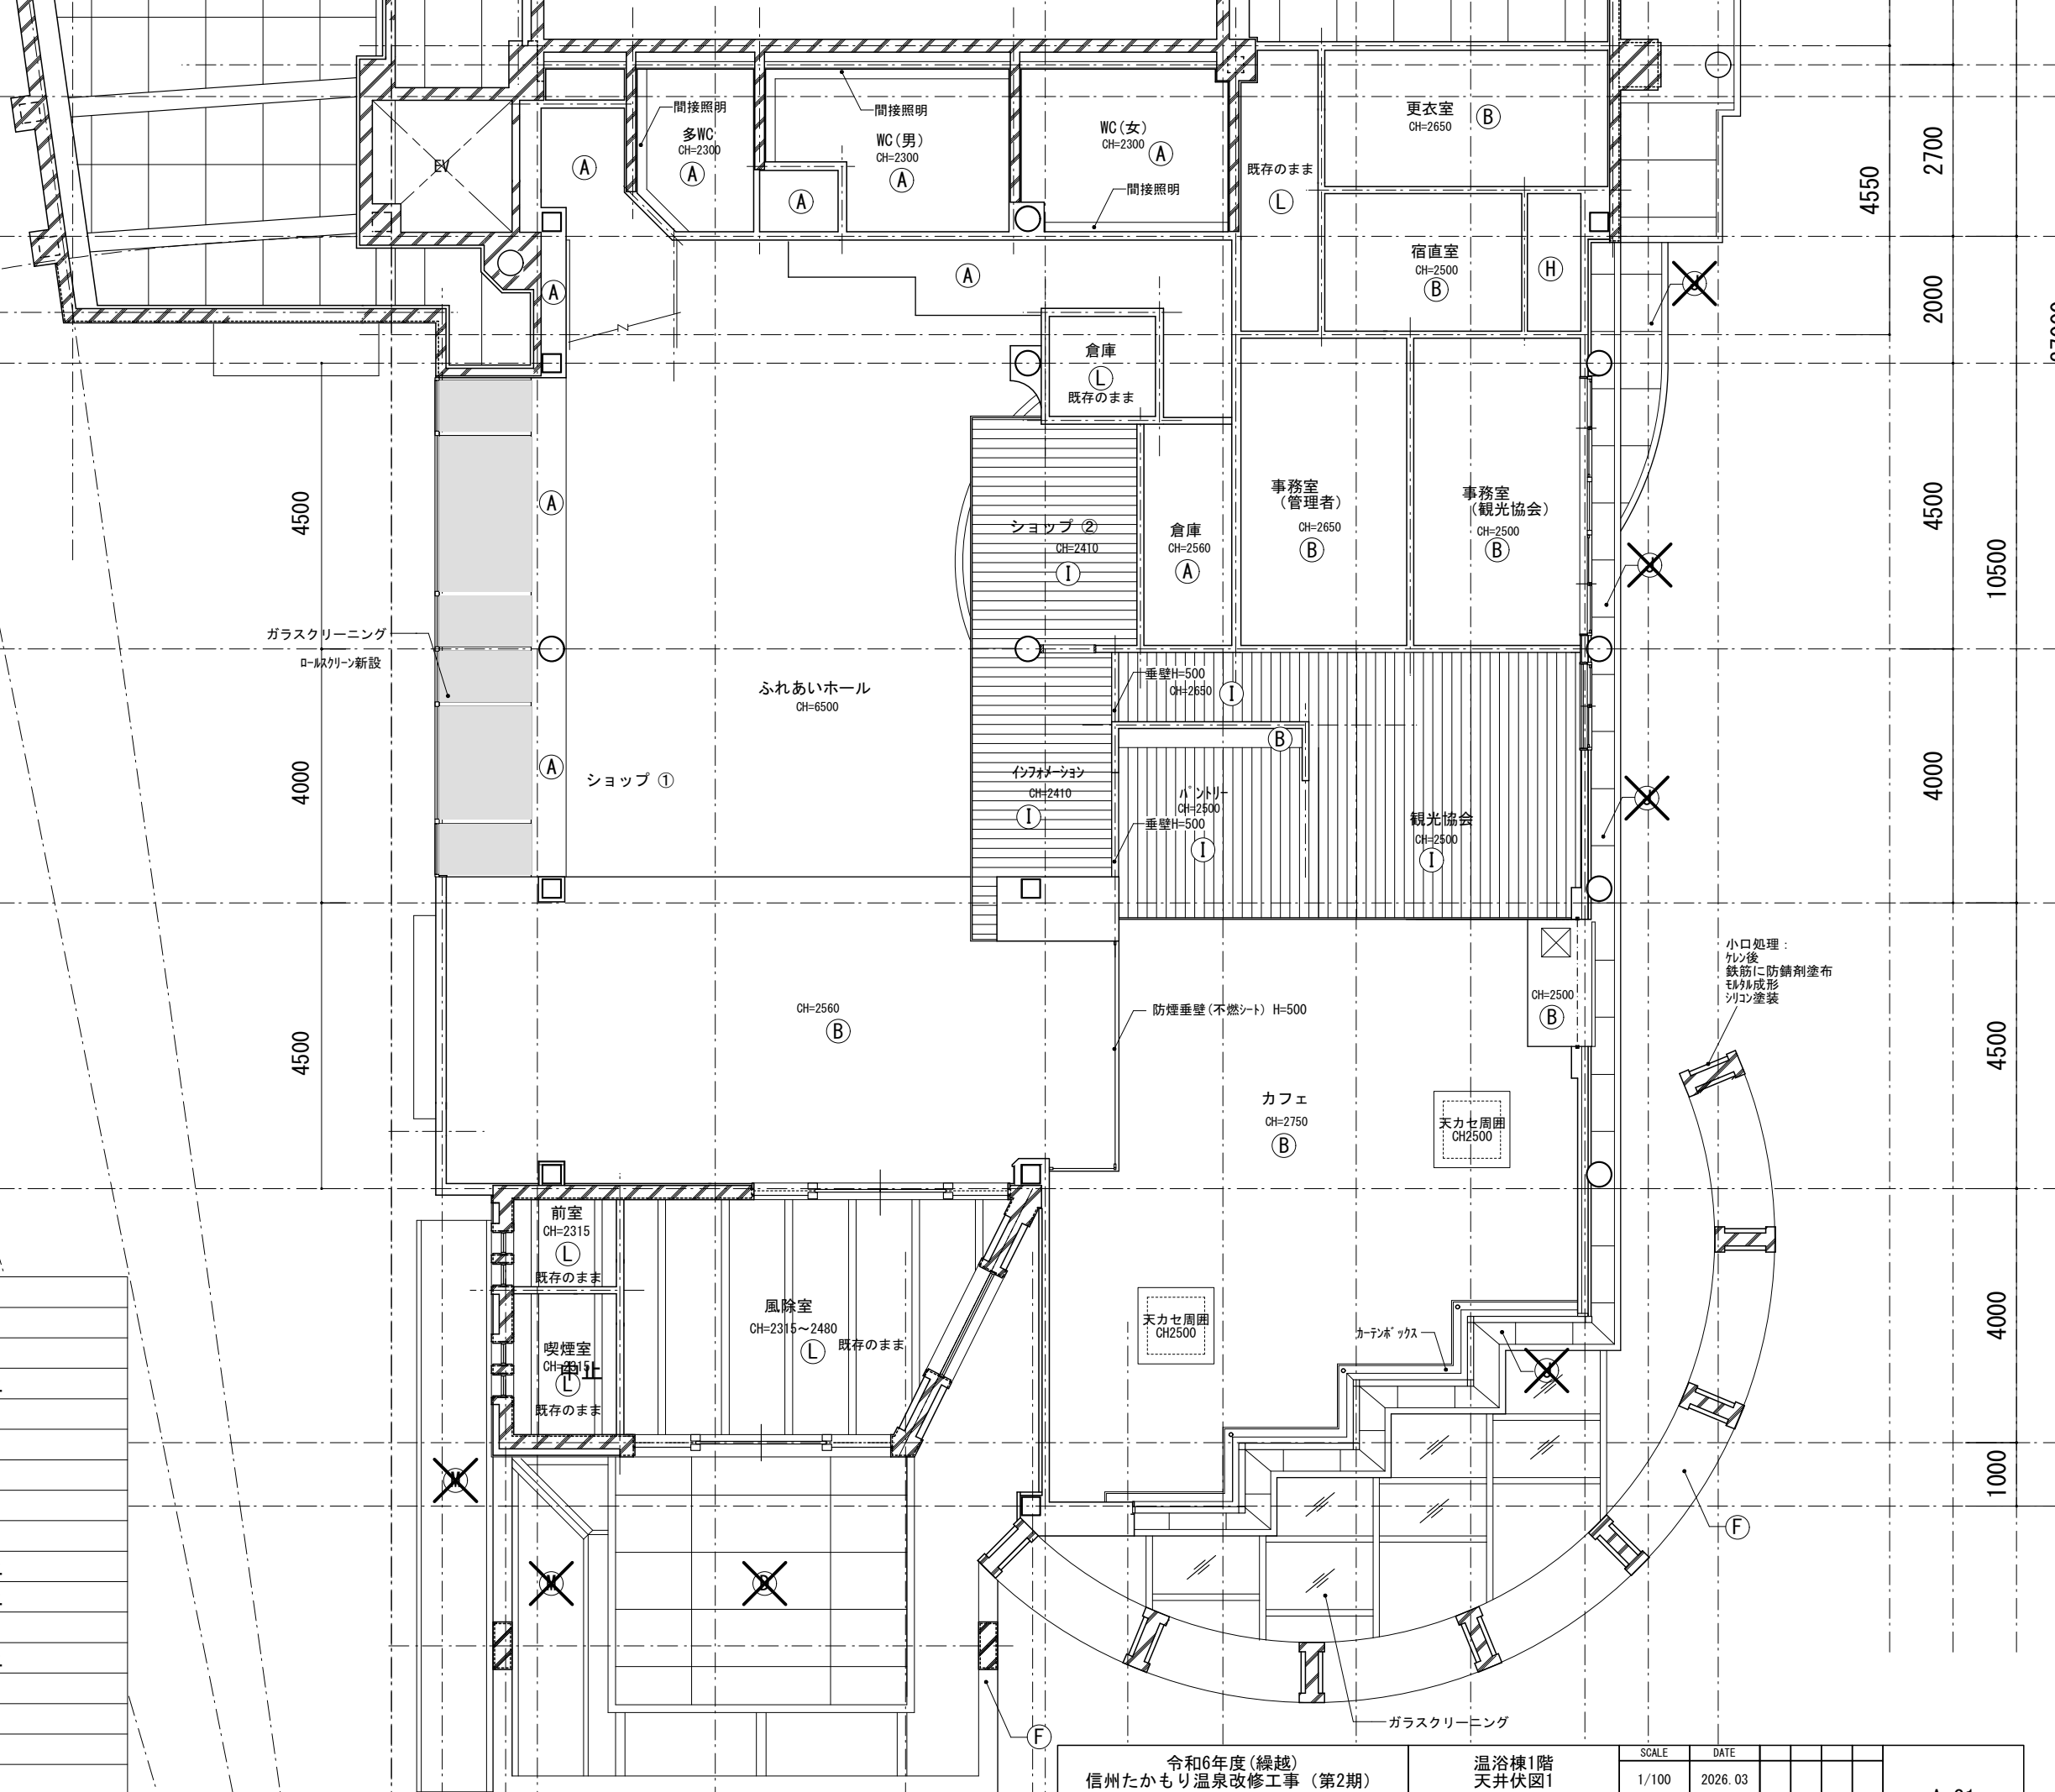 間接照明
多WC
CH=2300
A
間接照明
WC(男)
CH=2300
A
WC(女)
CH=2300
A
間接照明
更衣室
CH=2650
B
既存のまま
L
EV
A
A
A
A
宿直室
CH=2500
B
H
J
倉庫
L
既存のまま
4550
2700
2000
4500
A
ショップ ②
CH=2410
I
倉庫
CH=2560
A
事務室
(管理者)
CH=2650
B
事務室
(観光協会)
CH=2500
B
J
4500
10500
ガラスクリーニング
ロールスクリーン新設
ふれあいホール
CH=6500
垂壁H=500
CH=2650
I
B
4000
A
ショップ ①
インフォメーション
CH=2410
I
パントリー
CH=2500
垂壁H=500
I
観光協会
CH=2500
I
J
4000
小口処理:
ケレン後
鉄筋に防錆剤塗布
モルタル成形
シリコン塗装
CH=2560
B
防煙垂壁(不燃シート) H=500
CH=2500
B
4500
4500
カフェ
CH=2750
B
天カセ周囲
CH2500
前室
CH=2315
L
既存のまま
風除室
CH=2315～2480
L
既存のまま
喫煙室
CH=2315
中止
L
既存のまま
天カセ周囲
CH2500
カーテンボックス
J
4000
1000
M
M
D
F
F
ガラスクリーニング
令和6年度(繰越)
信州たかもり温泉改修工事 (第2期)
温浴棟1階
天井伏図1
SCALE
1/100
DATE
2026.03